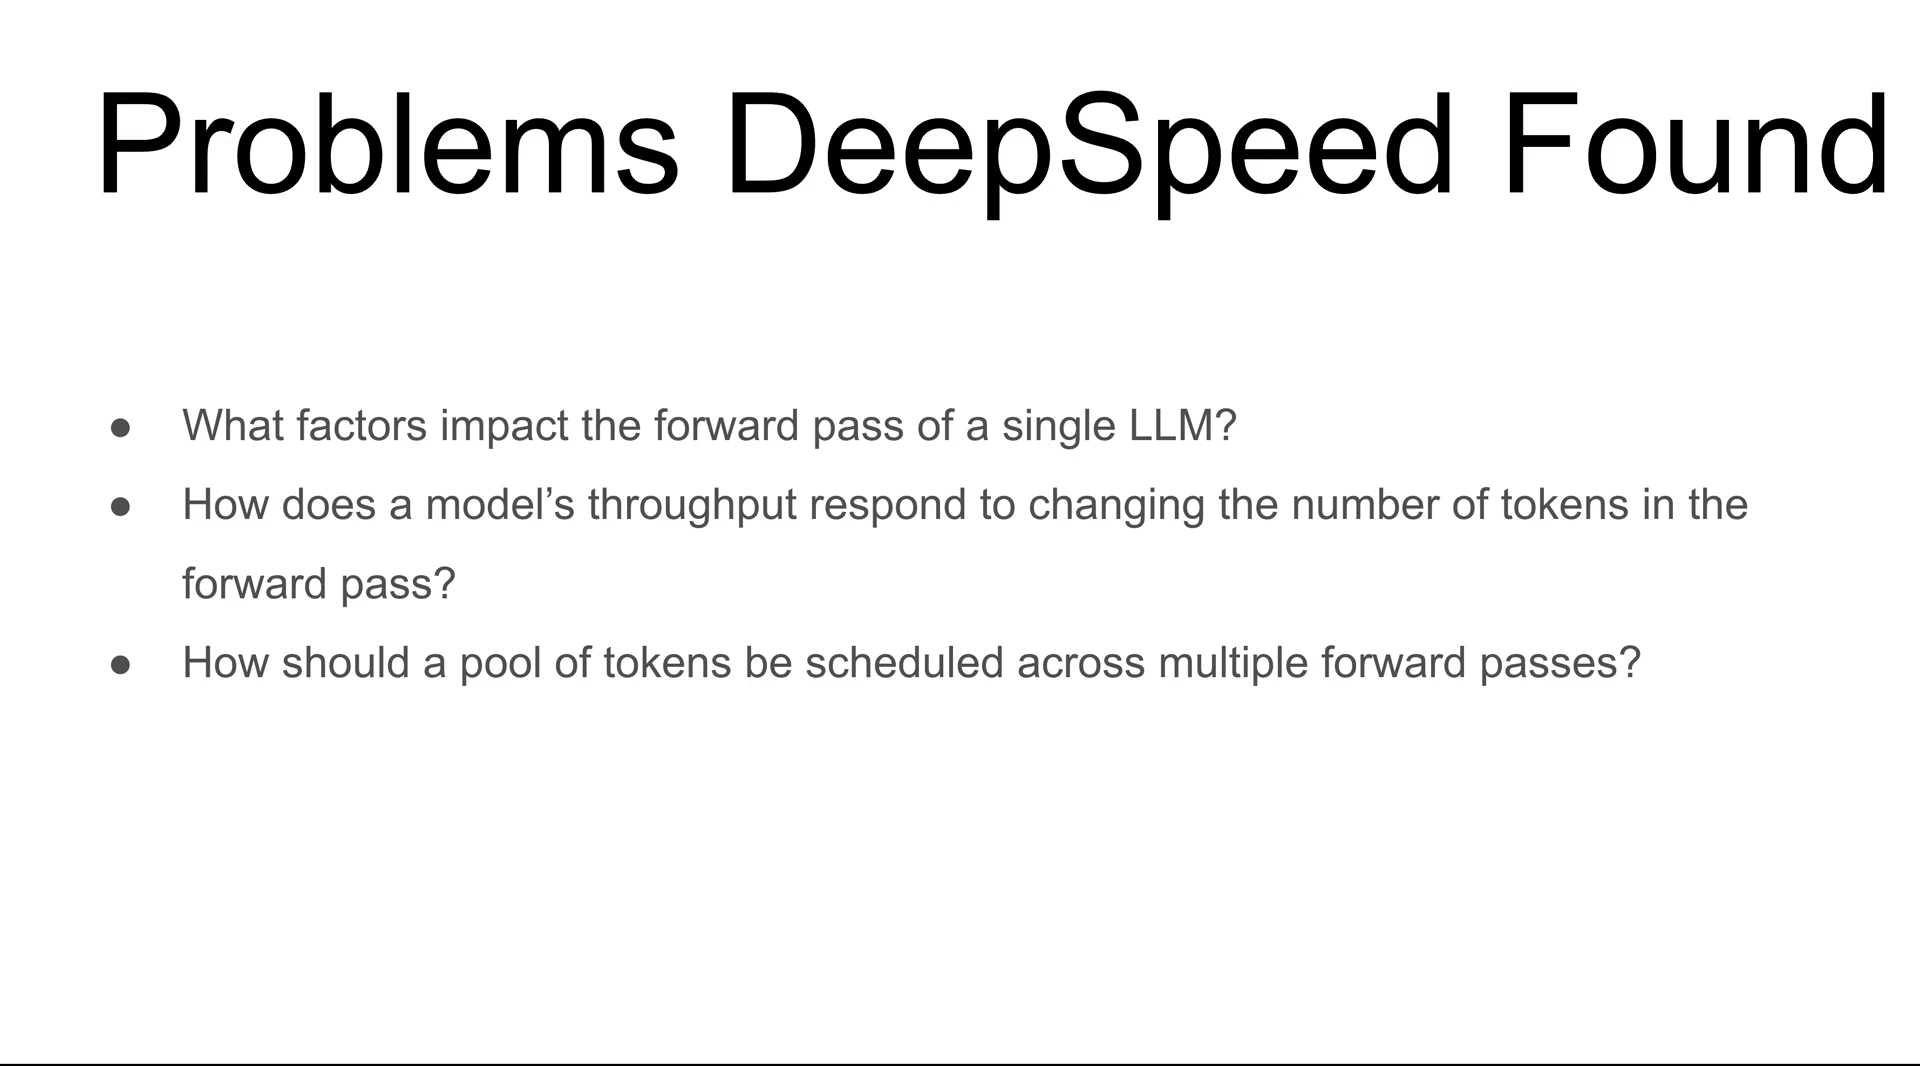 Problems DeepSpeed Found
● What factors impact the forward pass of a single LLM?
● How does a model’s throughput respond to changing the number of tokens in the
forward pass?
● How should a pool of tokens be scheduled across multiple forward passes?